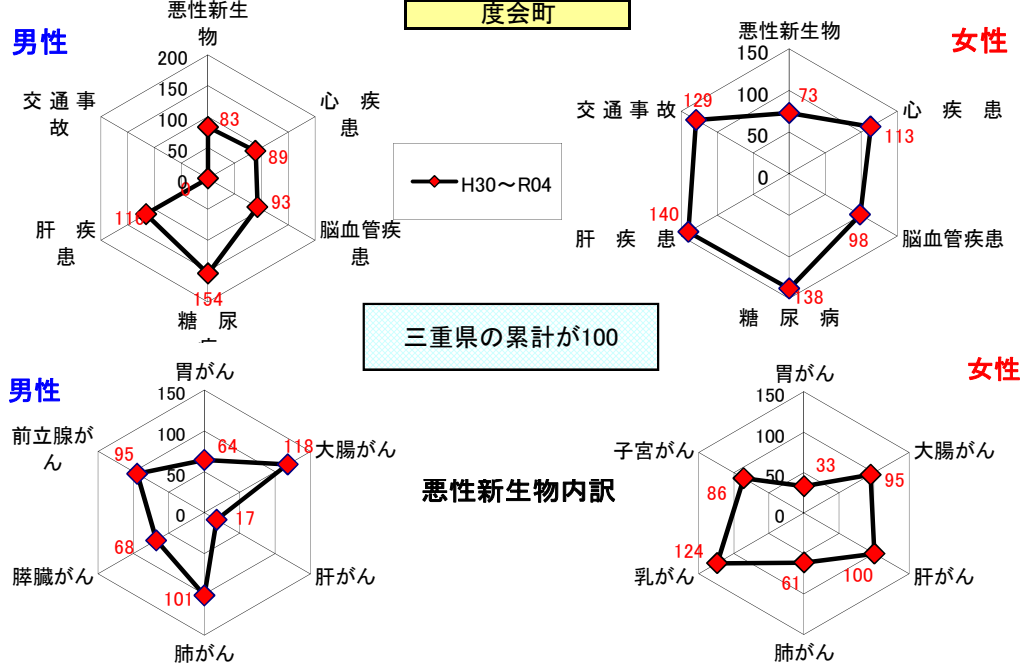 度会町
男性
悪性新生
物
200
150
100
50
0
交 通 事
故
心 疾
患
肝 疾
患
脳血管疾
患
糖 尿
83
89
93
154
0
H30～R04
女性
悪性新生物
150
100
50
0
交 通 事 故
心 疾 患
肝 疾 患
脳血管疾患
糖 尿 病
73
113
98
138
140
129
三重県の累計が100
男性
胃がん
150
100
50
0
前立腺が
ん
大腸がん
膵臓がん
肝がん
肺がん
64
118
17
101
68
95
悪性新生物内訳
女性
胃がん
150
100
50
0
子宮がん
大腸がん
乳がん
肝がん
肺がん
33
95
100
61
124
86